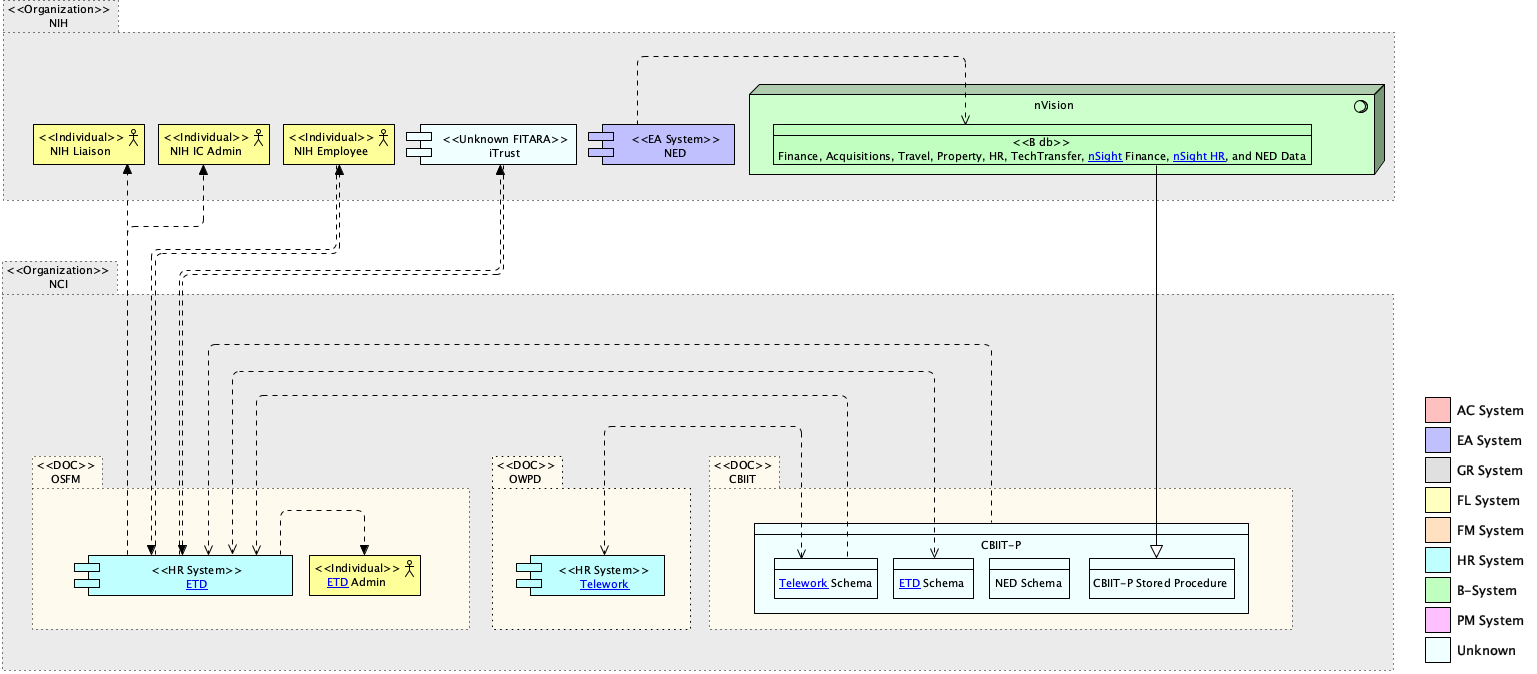 <<Organization>>
NIH
<<Individual>>
NIH Liaison
<<Individual>>
NIH IC Admin
<<Individual>>
NIH Employee
<<Unknown FITARA>>
iTrust
<<EA System>>
NED
nVision
<<B db>>
Finance, Acquisitions, Travel, Property, HR, TechTransfer, nSight Finance, nSight HR, and NED Data
<<Organization>>
NCI
<<DOC>>
OSFM
<<HR System>>
ETD
<<Individual>>
ETD Admin
<<DOC>>
OWPD
<<HR System>>
Telework
<<DOC>>
CBIIT
CBIIT-P
Telework Schema
ETD Schema
NED Schema
CBIIT-P Stored Procedure
AC System
EA System
GR System
FL System
FM System
HR System
B-System
PM System
Unknown